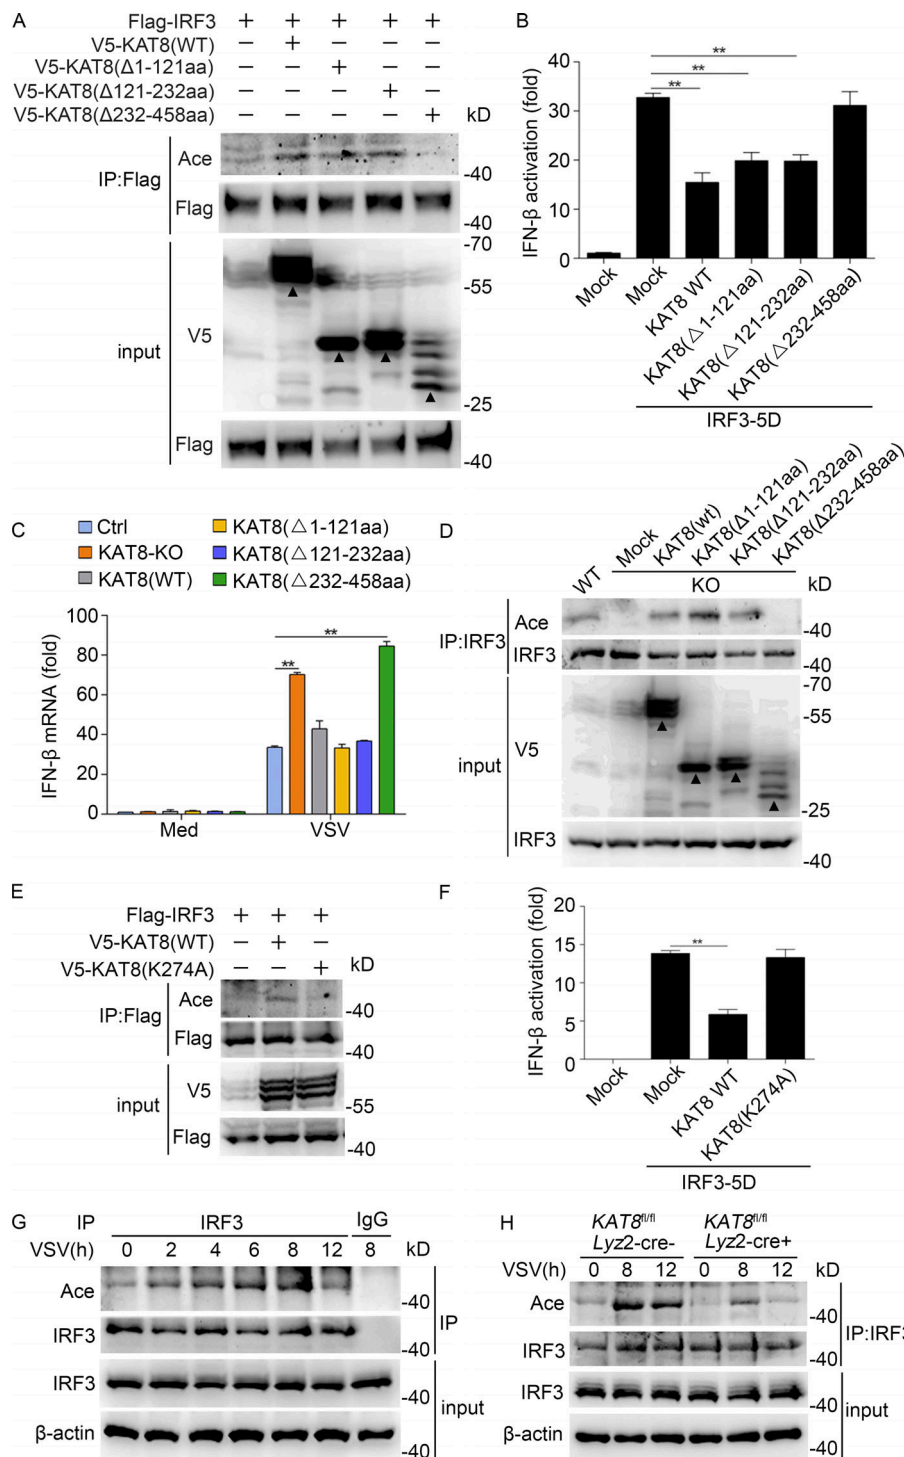 A
Flag-IRF3 + + + + +
V5-KAT8(WT) – + – – –
V5-KAT8(Δ1-121aa) – – + – –
V5-KAT8(Δ121-232aa) – – – + –
V5-KAT8(Δ232-458aa) – – – – + kD
IP:Flag
Ace
-40
Flag
-40
input
V5
-70
-55
-25
Flag
-40
B
IFN-β activation (fold)
40
30
20
10
0
** ** **
Mock
Mock
KAT8 WT
KAT8(△1-121aa)
KAT8(△121-232aa)
KAT8(△232-458aa)
IRF3-5D
C
Ctrl
KAT8-KO
KAT8(WT)
KAT8(△1-121aa)
KAT8(△121-232aa)
KAT8(△232-458aa)
IFN-β mRNA (fold)
100
80
60
40
20
0
**
**
Med VSV
D
WT
Mock
KAT8(wt)
KAT8(Δ1-121aa)
KAT8(Δ121-232aa)
KAT8(Δ232-458aa)
KO
kD
IP:IRF3
Ace
-40
IRF3
-40
input
V5
-70
-55
-25
IRF3
-40
E
Flag-IRF3 + + +
V5-KAT8(WT) – + –
V5-KAT8(K274A) – – + kD
IP:Flag
Ace
-40
Flag
-40
input
V5
-55
Flag
-40
F
IFN-β activation (fold)
20
15
10
5
0
**
Mock
Mock
KAT8 WT
KAT8(K274A)
IRF3-5D
G
IP IRF3 IgG
VSV(h) 0 2 4 6 8 12 8 kD
Ace -40
IRF3 -40
IP
IRF3 -40
β-actin -40
input
H
KAT8fl/fl KAT8fl/fl
Lyz2-cre- Lyz2-cre+
VSV(h) 0 8 12 0 8 12 kD
Ace -40
IRF3 -40
IP:IRF3
IRF3 -40
β-actin -40
input